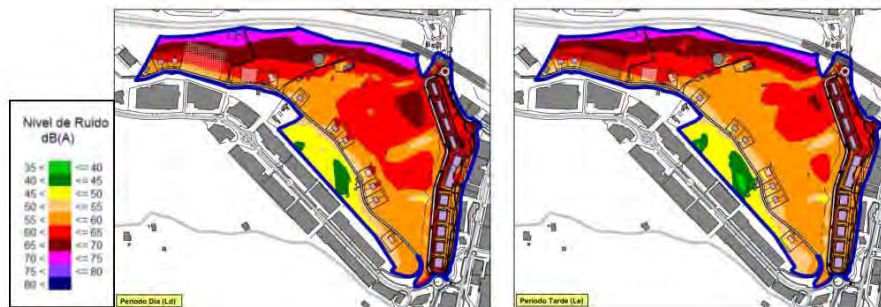 Nivel de Ruido
dB(A)
35 < <= 40
40 < <= 45
45 < <= 50
50 < <= 55
55 < <= 60
60 < <= 65
65 < <= 70
70 < <= 75
75 < <= 80
80 <
Periodo Día (Ld)
Periodo Tarde (Le)